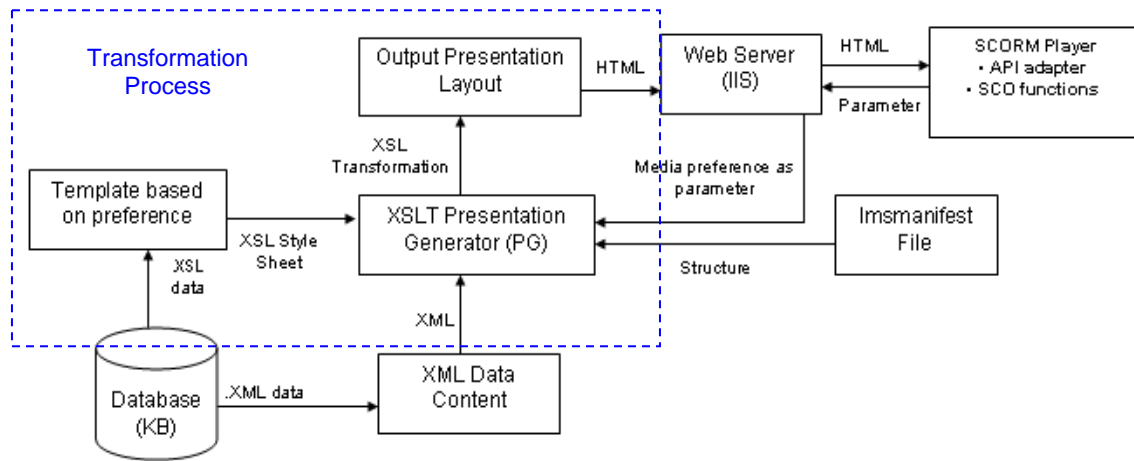 Transformation
Process
Output Presentation
Layout
HTML
Web Server
(IIS)
HTML
Parameter
SCORM Player
• API adapter
• SCO functions
XSL
Transformation
Media preference as
parameter
Template based
on preference
XSL Style
Sheet
XSLT Presentation
Generator (PG)
Imsmanifest
File
Structure
XSL
data
XML
Database
(KB)
.XML data
XML Data
Content